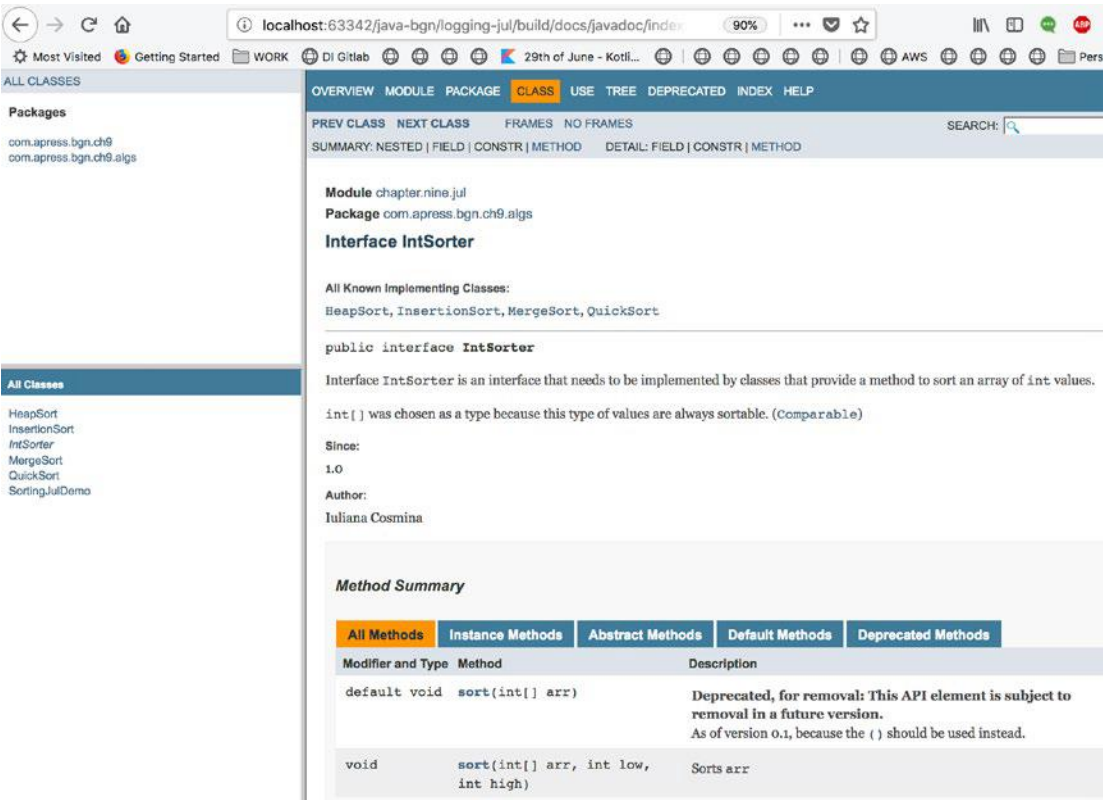 localhost:63342/java-bgn/logging-jul/build/docs/javadoc/index
90%
Most Visited Getting Started WORK DI Gitlab 29th of June - Kotli... AWS Pers
ALL CLASSES
Packages
com.apress.bgn.ch9
com.apress.bgn.ch9.algs
All Classes
HeapSort
InsertionSort
IntSorter
MergeSort
QuickSort
SortingJulDemo
OVERVIEW MODULE PACKAGE CLASS USE TREE DEPRECATED INDEX HELP
PREV CLASS NEXT CLASS FRAMES NO FRAMES
SEARCH:
SUMMARY: NESTED | FIELD | CONSTR | METHOD DETAIL: FIELD | CONSTR | METHOD
Module chapter.nine.jul
Package com.apress.bgn.ch9.algs
Interface IntSorter
All Known Implementing Classes:
HeapSort, InsertionSort, MergeSort, QuickSort
public interface IntSorter
Interface IntSorter is an interface that needs to be implemented by classes that provide a method to sort an array of int values.
int[] was chosen as a type because this type of values are always sortable. (Comparable)
Since:
1.0
Author:
Iuliana Cosmina
Method Summary
All Methods Instance Methods Abstract Methods Default Methods Deprecated Methods
Modifier and Type Method Description
default void sort(int[] arr) Deprecated, for removal: This API element is subject to
removal in a future version.
As of version 0.1, because the () should be used instead.
void sort(int[] arr, int low, Sorts arr
int high)